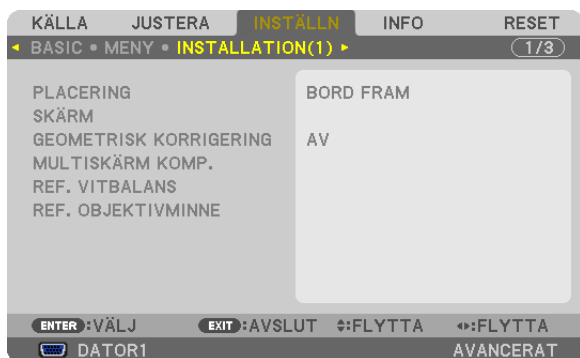 KÄLLA JUSTERA INSTÄLLN INFO RESET
◂ BASIC • MENY • INSTALLATION(1) ▸ 1/3
PLACERING BORD FRAM
SKÄRM
GEOMETRISK KORRIGERING AV
MULTISKÄRM KOMP.
REF. VITBALANS
REF. OBJEKTIVMINNE
ENTER :VÄLJ EXIT :AVSLUT ⬍:FLYTTA ⬌:FLYTTA
DATOR1 AVANCERAT